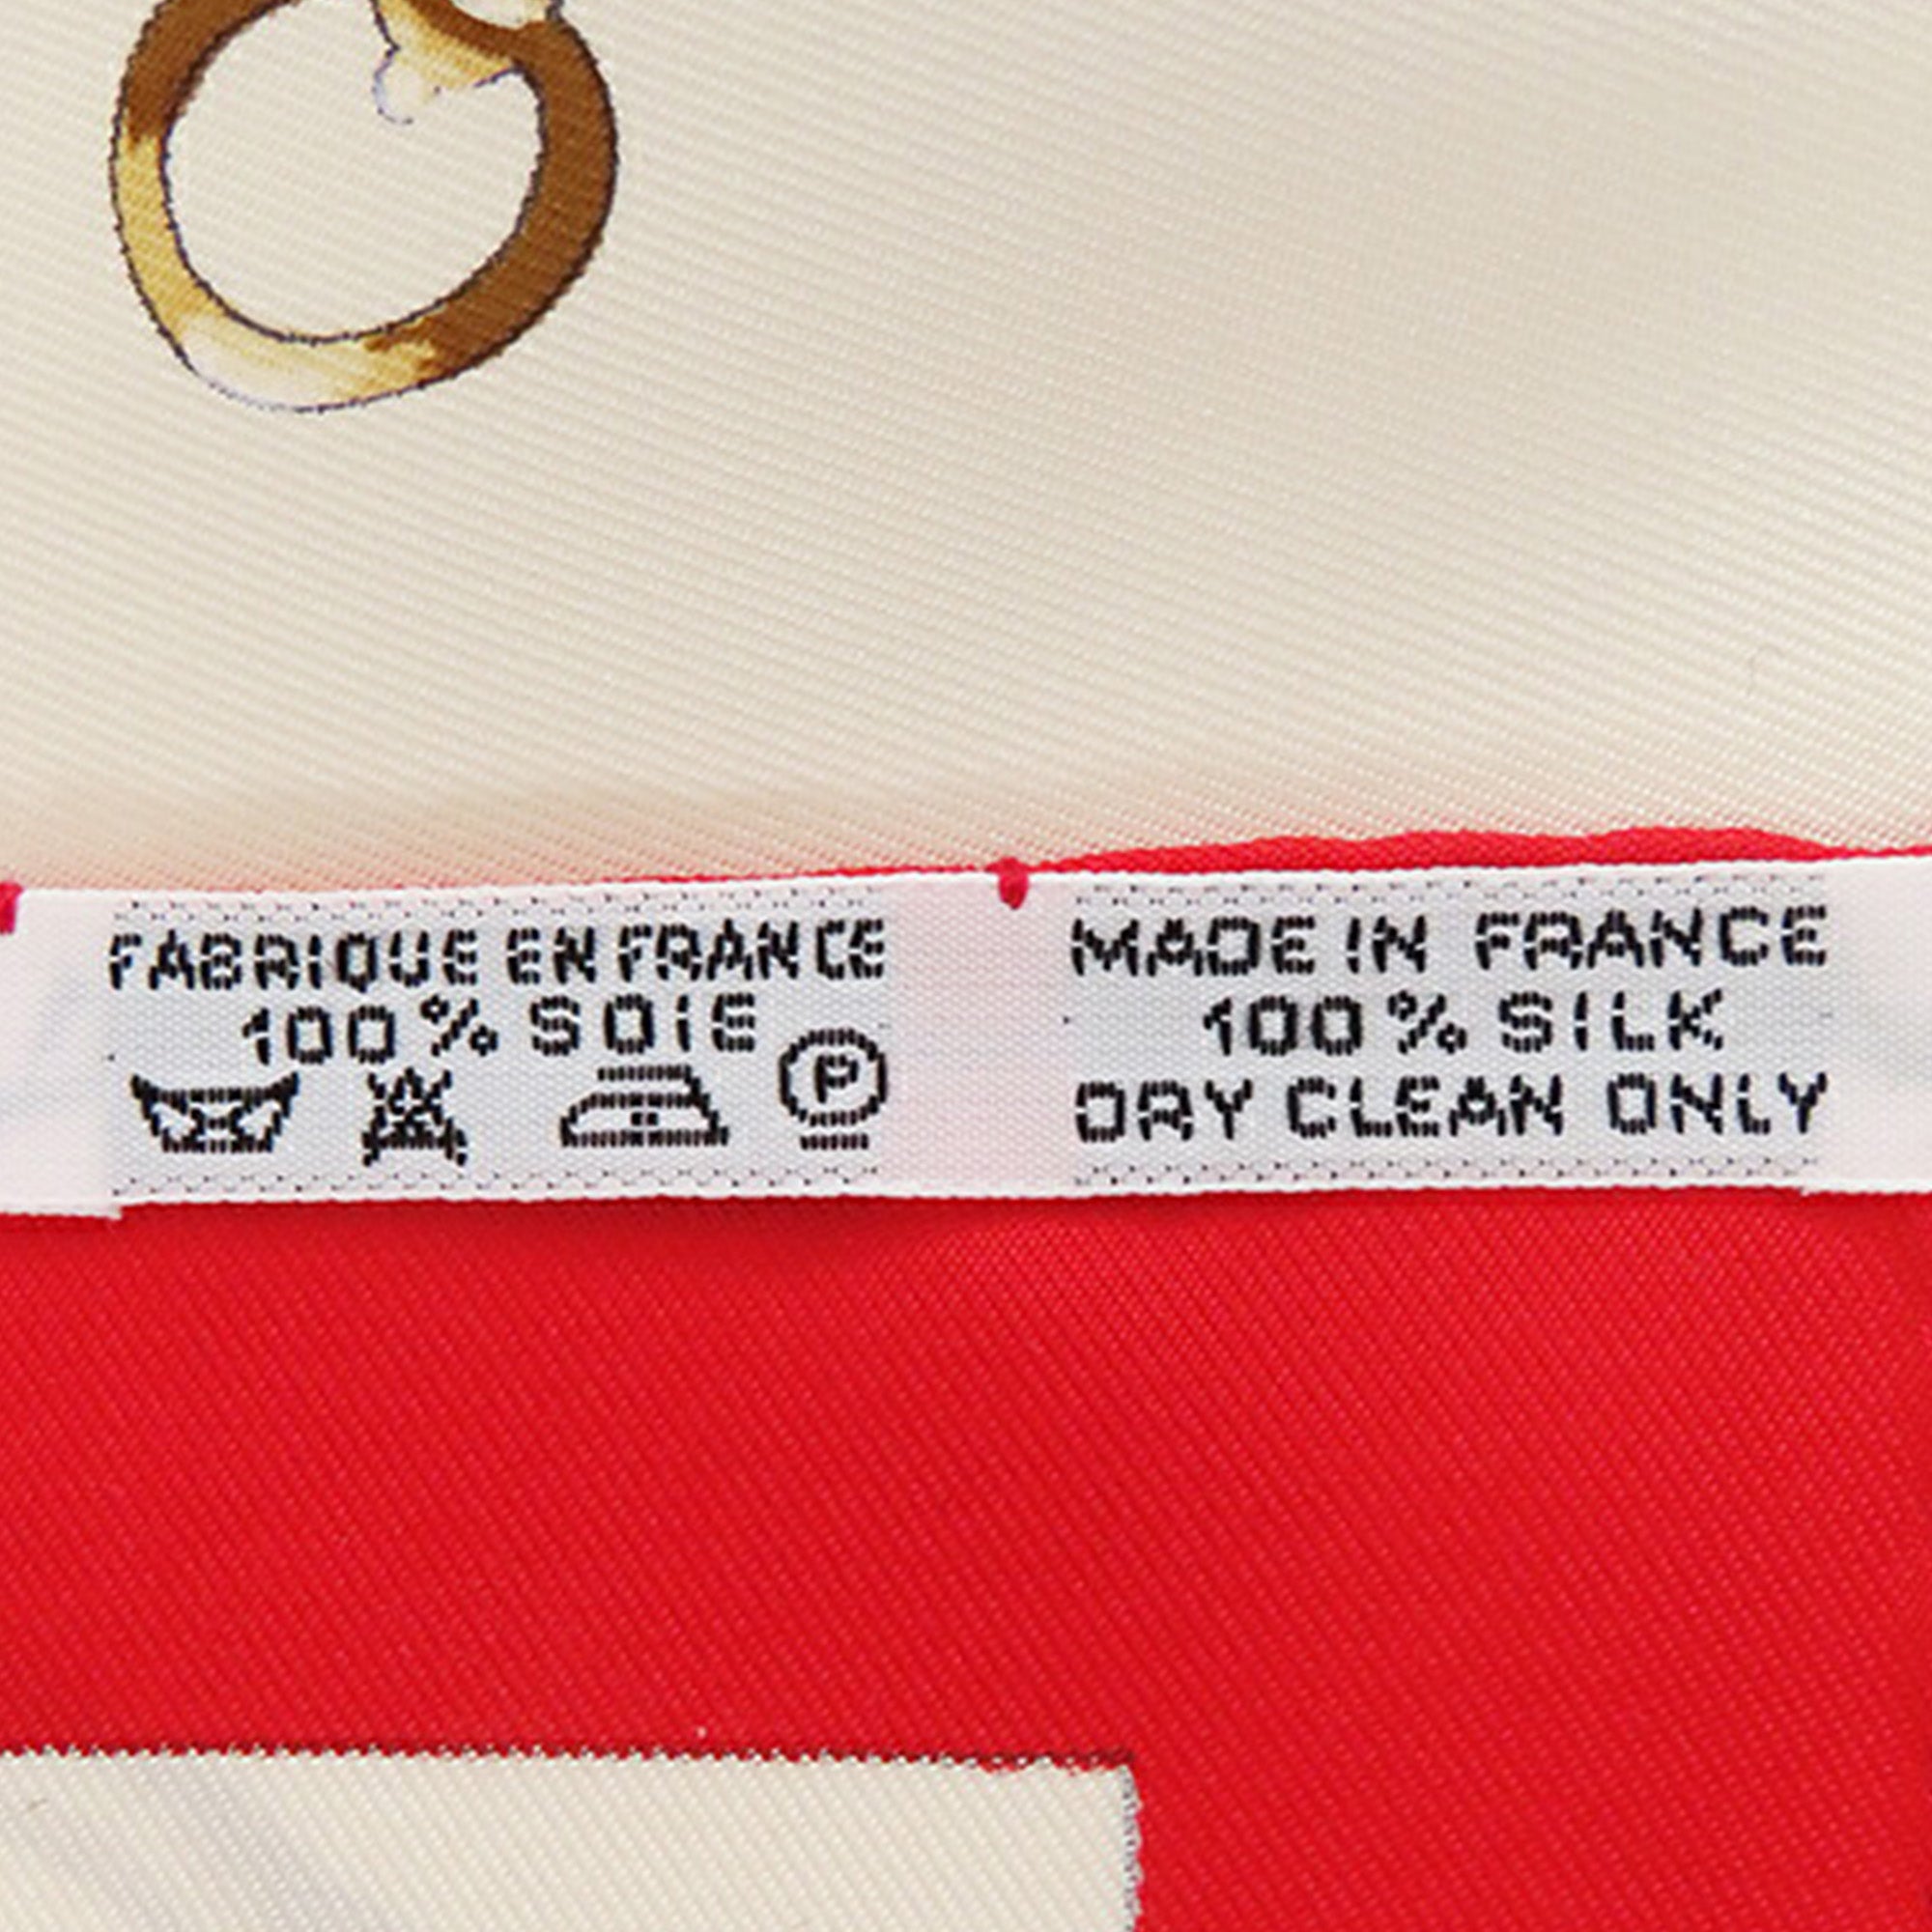 FABRIQUE EN FRANCE
100% SOIE
P
MADE IN FRANCE
100% SILK
DRY CLEAN ONLY